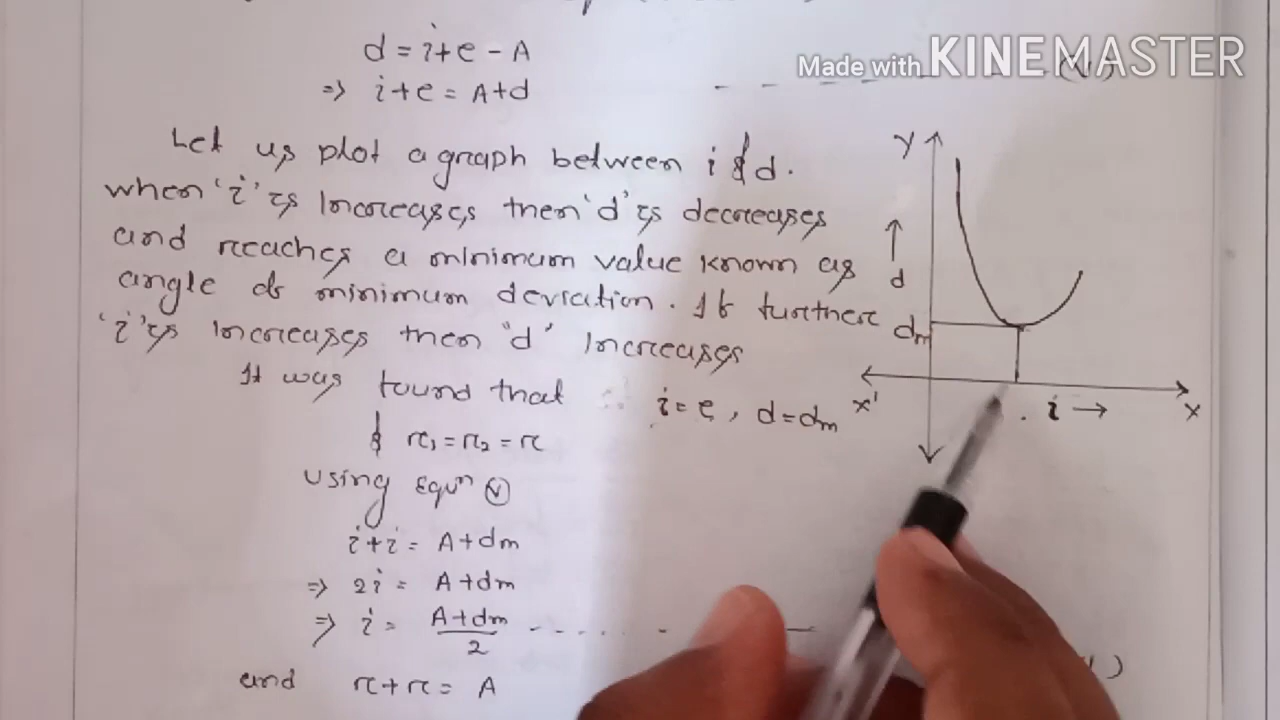 Made with KINEMASTER
d = i+e - A
=> i+e = A+d
Let us plot a graph between i & d.
when 'i' is Increases then 'd' is decreases
and reaches a minimum value known as
angle of minimum deviation. If further
'i' is increases then 'd' Increases
It was found that i = e, d = dm
& r₁ = r₂ = r
Using Equⁿ (v)
i+i = A+dm
=> 2i = A+dm
=> i = A+dm / 2
and r+r = A
Y
↑
d
dm
x'
i →
x